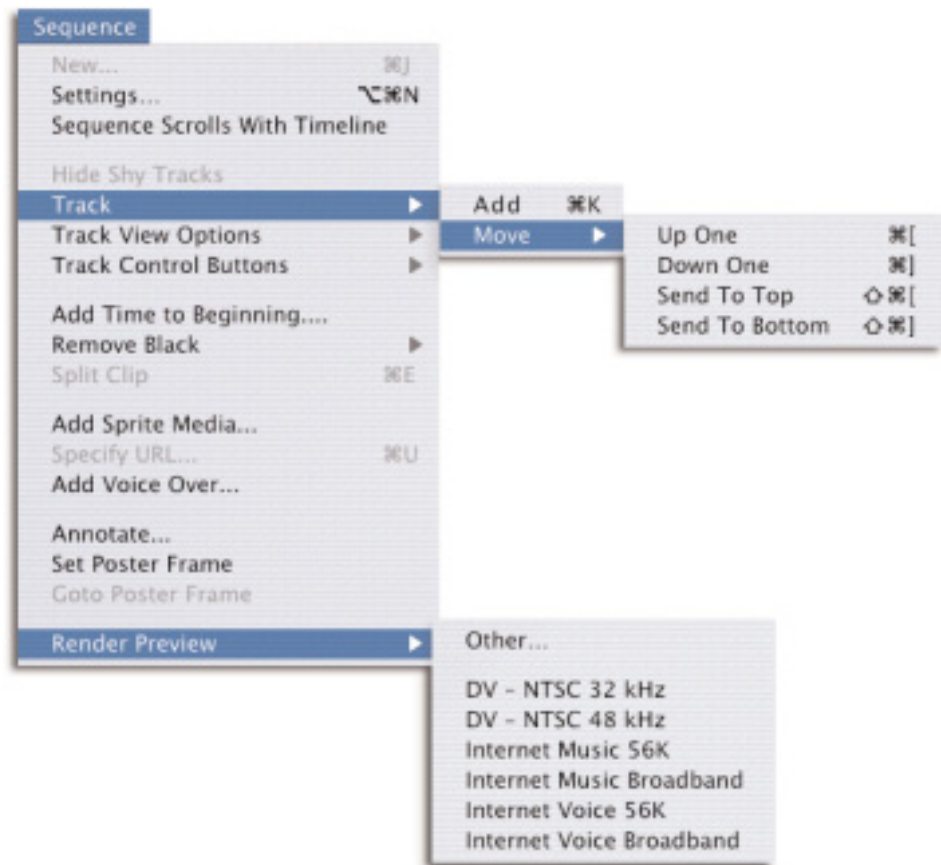 Sequence
New... ⌘J
Settings... ⌥⌘N
Sequence Scrolls With Timeline
Hide Shy Tracks
Track ▶
Track View Options ▶
Track Control Buttons ▶
Add Time to Beginning....
Remove Black ▶
Split Clip ⌘E
Add Sprite Media...
Specify URL... ⌘U
Add Voice Over...
Annotate...
Set Poster Frame
Goto Poster Frame
Render Preview ▶
Add ⌘K
Move ▶
Up One ⌘[
Down One ⌘]
Send To Top ⇧⌘[
Send To Bottom ⇧⌘]
Other...
DV – NTSC 32 kHz
DV – NTSC 48 kHz
Internet Music 56K
Internet Music Broadband
Internet Voice 56K
Internet Voice Broadband